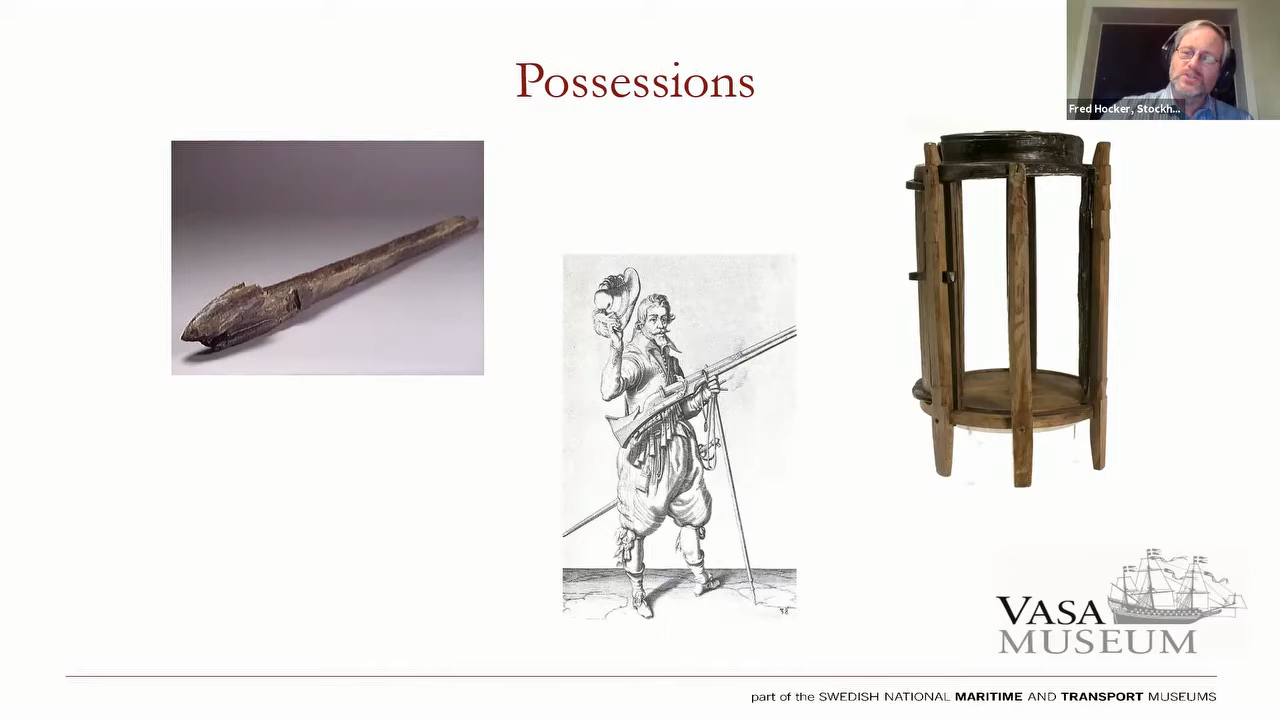 Possessions
Fred Hocker, Stockh...
VASA
MUSEUM
part of the SWEDISH NATIONAL MARITIME AND TRANSPORT MUSEUMS